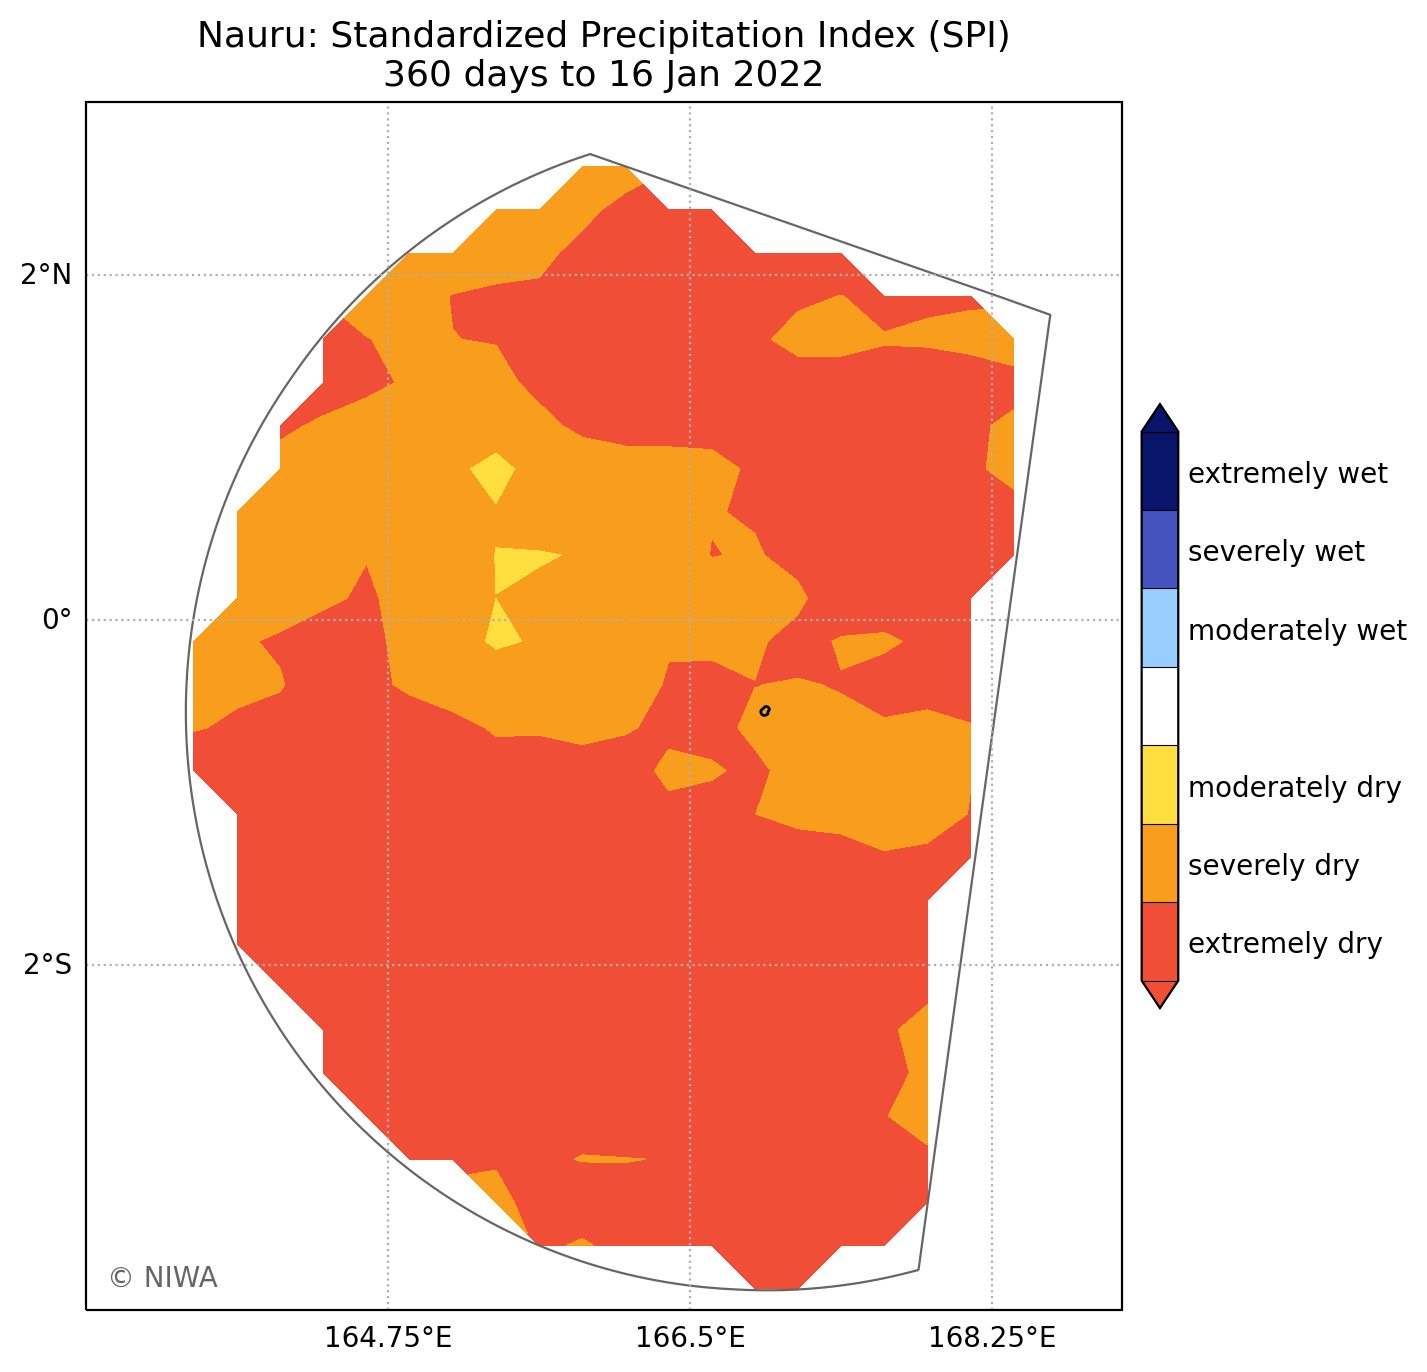 Nauru: Standardized Precipitation Index (SPI)
360 days to 16 Jan 2022
2°N
0°
2°S
164.75°E
166.5°E
168.25°E
extremely wet
severely wet
moderately wet
moderately dry
severely dry
extremely dry
© NIWA